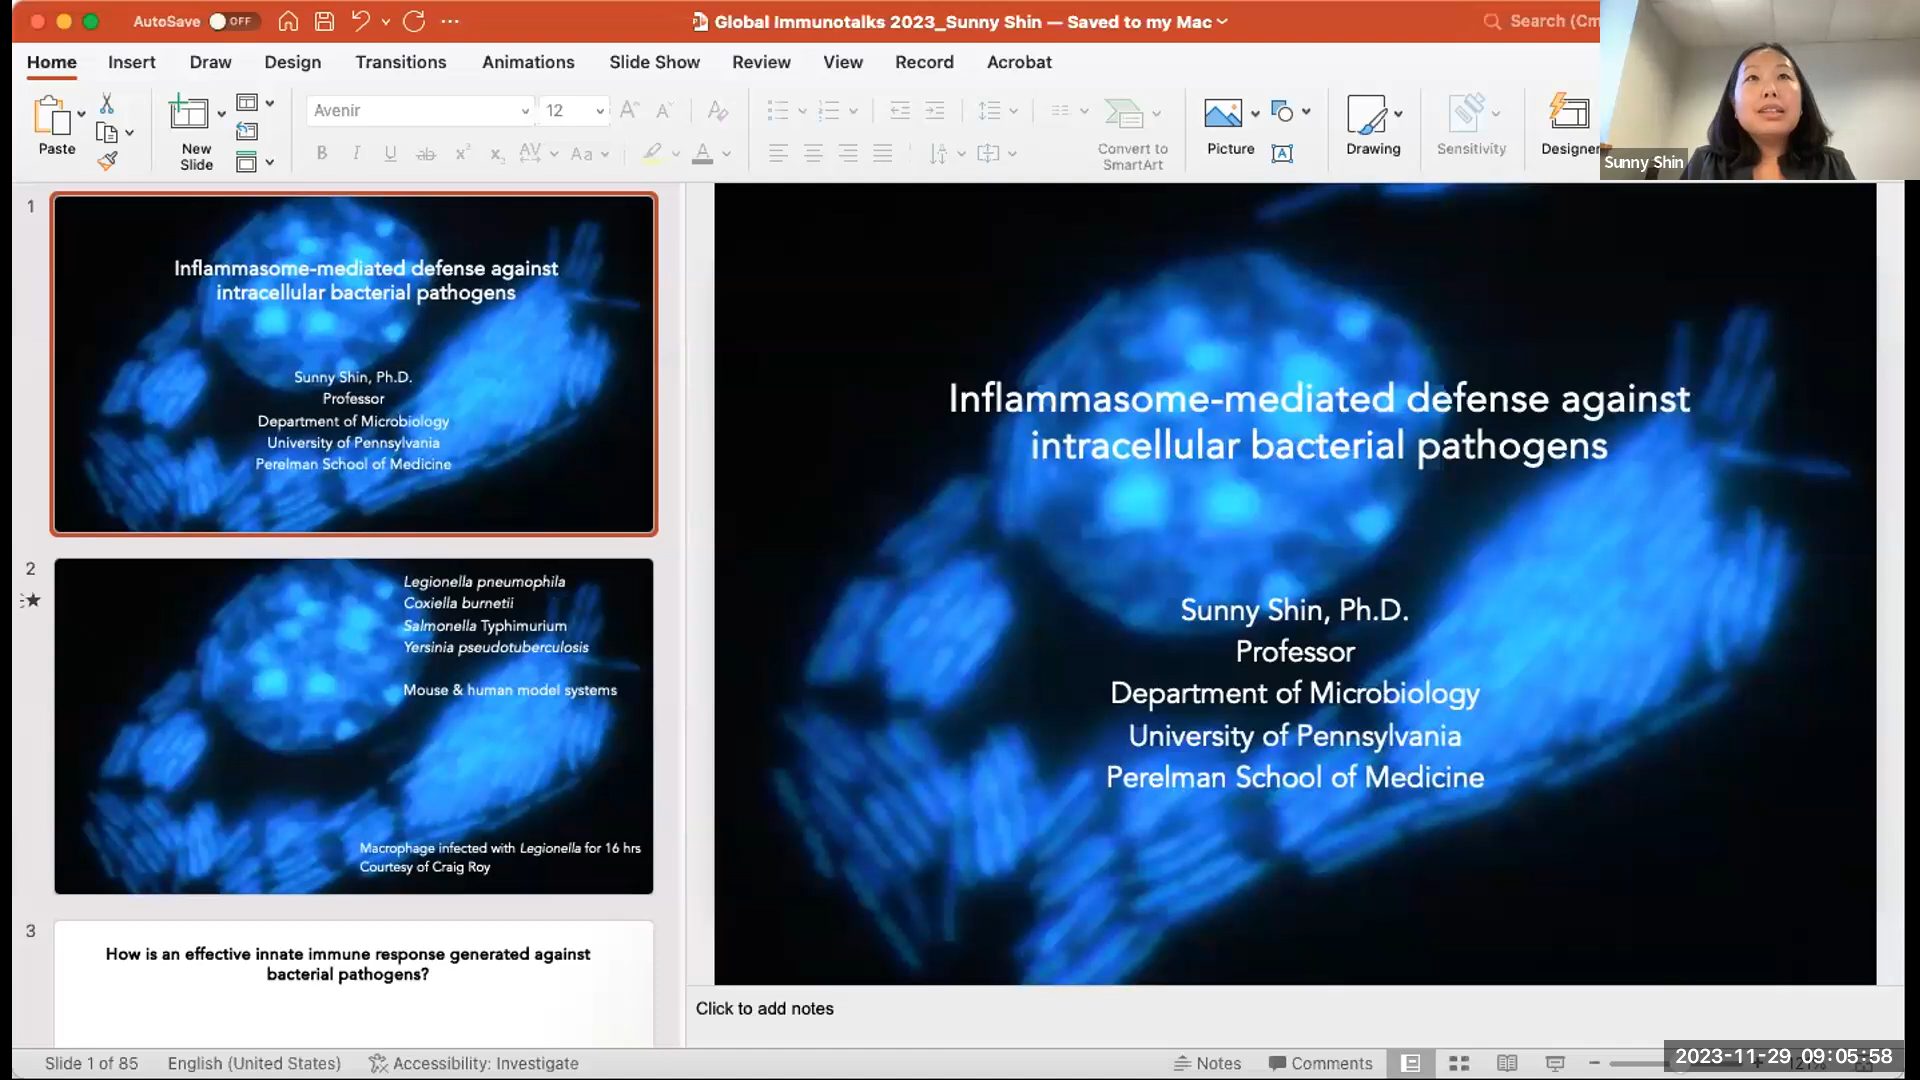 AutoSave OFF
Global Immunotalks 2023_Sunny Shin — Saved to my Mac
Search (Cm
Home Insert Draw Design Transitions Animations Slide Show Review View Record Acrobat
Paste
New
Slide
Avenir
12
Convert to
SmartArt
Picture
Drawing
Sensitivity
Designer
Sunny Shin
1
Inflammasome-mediated defense against
intracellular bacterial pathogens
Sunny Shin, Ph.D.
Professor
Department of Microbiology
University of Pennsylvania
Perelman School of Medicine
2
Legionella pneumophila
Coxiella burnetii
Salmonella Typhimurium
Yersinia pseudotuberculosis
Mouse & human model systems
Macrophage infected with Legionella for 16 hrs
Courtesy of Craig Roy
3
How is an effective innate immune response generated against
bacterial pathogens?
Inflammasome-mediated defense against
intracellular bacterial pathogens
Sunny Shin, Ph.D.
Professor
Department of Microbiology
University of Pennsylvania
Perelman School of Medicine
Click to add notes
Slide 1 of 85 English (United States) Accessibility: Investigate
Notes Comments
2023-11-29 09:05:58